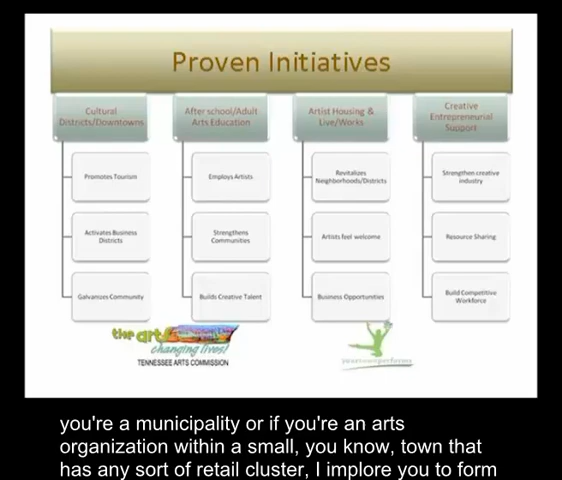 Proven Initiatives
Cultural
Districts/Downtowns
Promotes Tourism
Activates Business
Districts
Galvanizes Community
After school/Adult
Arts Education
Employs Artists
Strengthens
Communities
Builds Creative Talent
Artist Housing &
Live/Works
Revitalizes
Neighborhoods/Districts
Artists feel welcome
Business Opportunities
Creative
Entrepreneurial
Support
Strengthen creative
industry
Resource Sharing
Build Competitive
Workforce
the arts
changing lives!
TENNESSEE ARTS COMMISSION
yourtownperforms
you're a municipality or if you're an arts
organization within a small, you know, town that
has any sort of retail cluster, I implore you to form